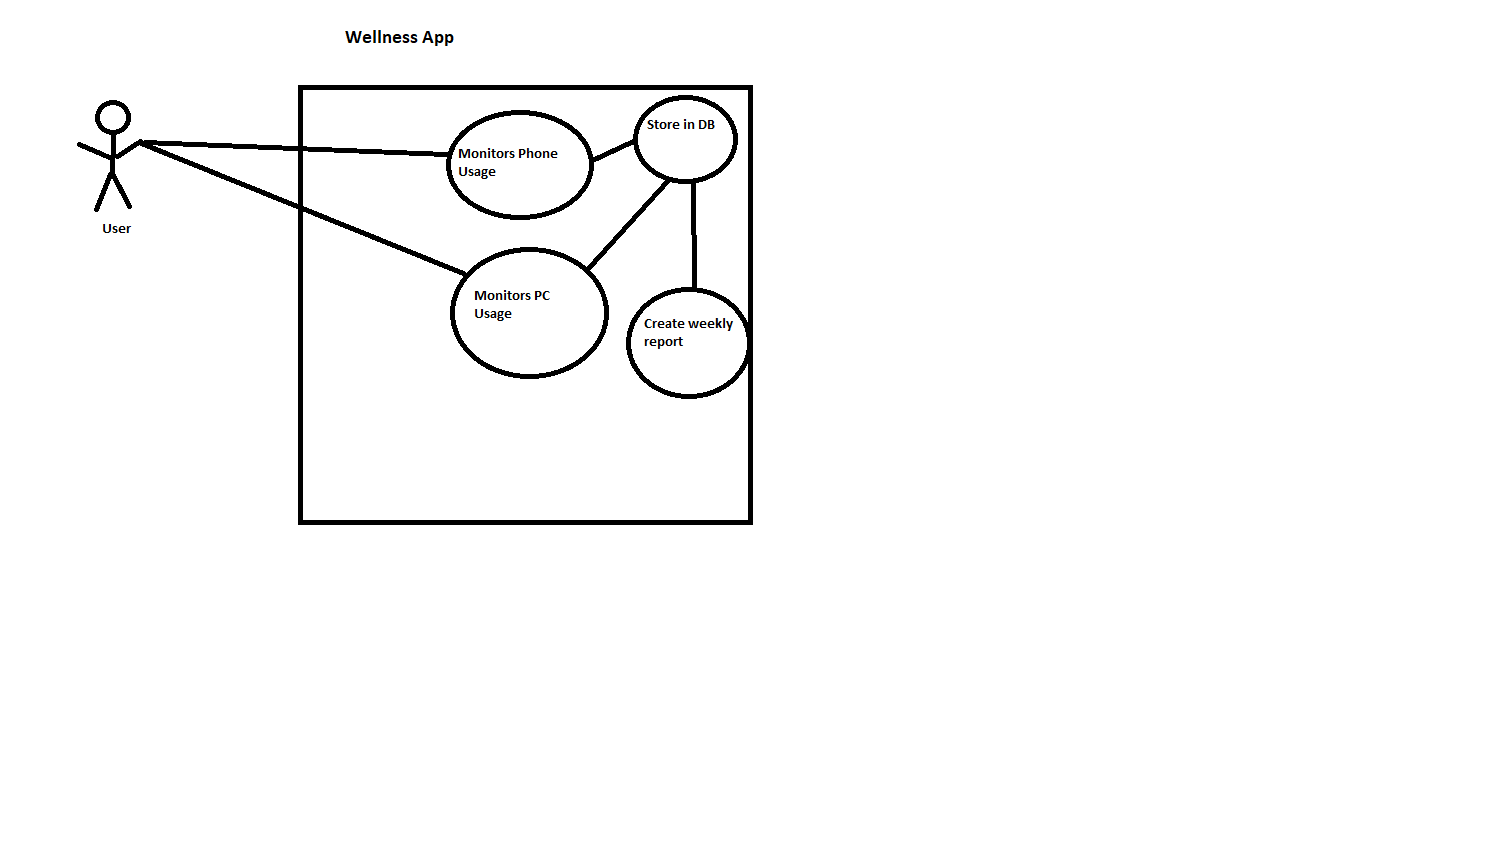 Wellness App
User
Monitors Phone
Usage
Store in DB
Monitors PC
Usage
Create weekly
report